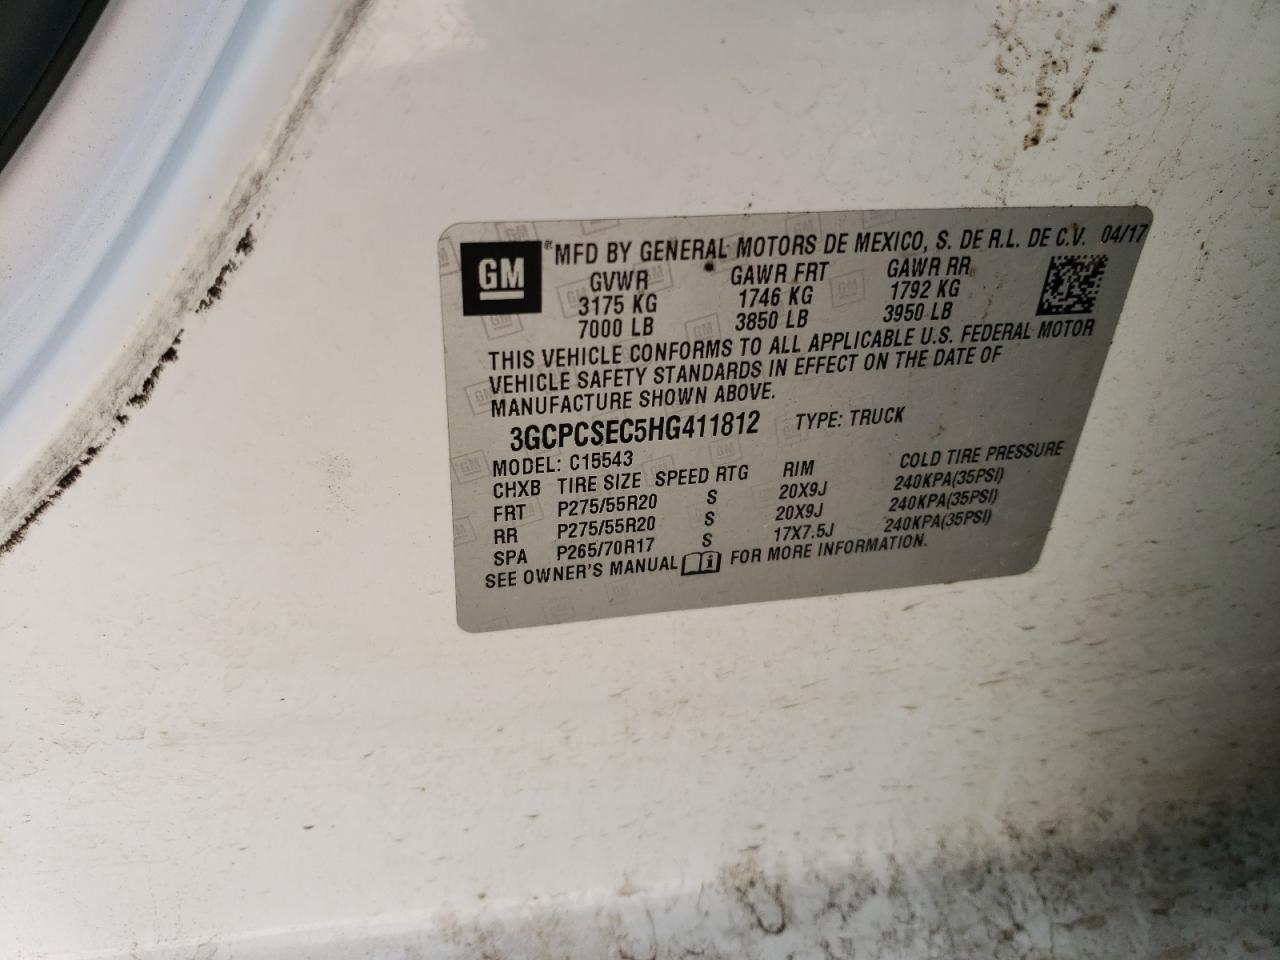 GM ® MFD BY GENERAL MOTORS DE MEXICO, S. DE R.L. DE C.V. 04/17
GVWR GAWR FRT GAWR RR
3175 KG 1746 KG 1792 KG
7000 LB 3850 LB 3950 LB
THIS VEHICLE CONFORMS TO ALL APPLICABLE U.S. FEDERAL MOTOR
VEHICLE SAFETY STANDARDS IN EFFECT ON THE DATE OF
MANUFACTURE SHOWN ABOVE.
3GCPCSEC5HG411812 TYPE: TRUCK
MODEL: C15543
CHXB TIRE SIZE SPEED RTG RIM COLD TIRE PRESSURE
FRT P275/55R20 S 20X9J 240KPA(35PSI)
RR P275/55R20 S 20X9J 240KPA(35PSI)
SPA P265/70R17 S 17X7.5J 240KPA(35PSI)
SEE OWNER'S MANUAL i FOR MORE INFORMATION.